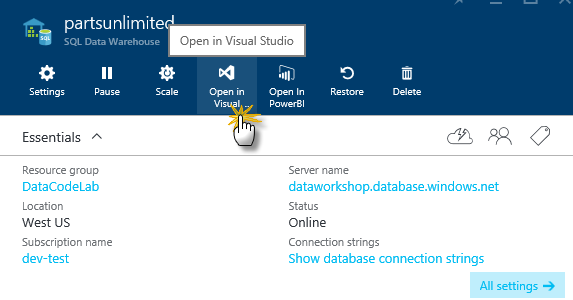 partsunlimited
SQL Data Warehouse
Open in Visual Studio
SQL
Settings
Pause
Scale
Open in
Visual ...
Open In
PowerBI
Restore
Delete
Essentials
Resource group
DataCodeLab
Server name
dataworkshop.database.windows.net
Location
West US
Status
Online
Subscription name
dev-test
Connection strings
Show database connection strings
All settings